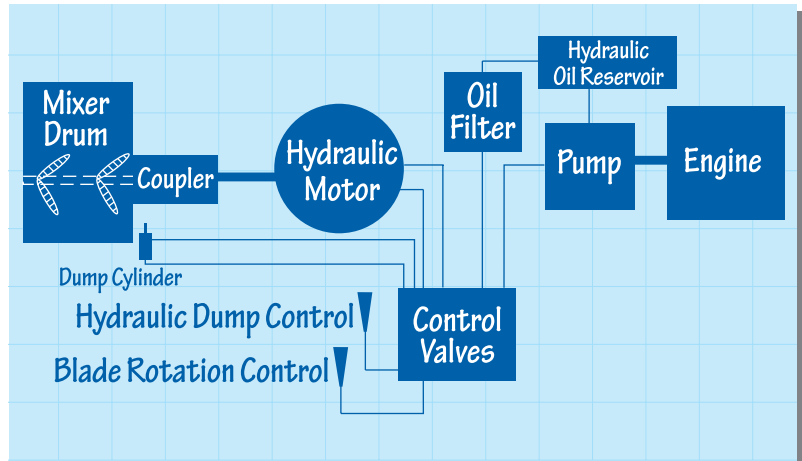 Hydraulic
Oil Reservoir
Mixer
Drum
Oil
Filter
Hydraulic
Motor
Coupler
Pump
Engine
Dump Cylinder
Hydraulic Dump Control
Control
Valves
Blade Rotation Control